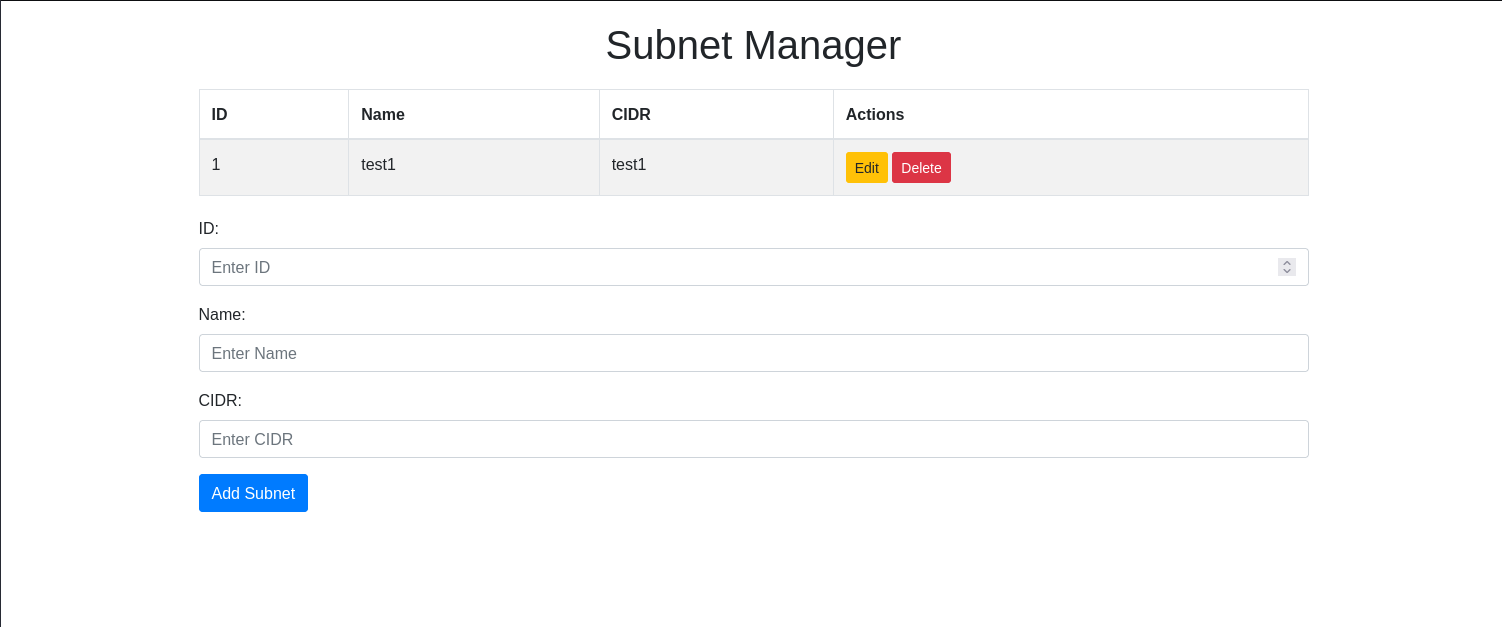 Subnet Manager
ID Name CIDR Actions
1 test1 test1 Edit Delete
ID:
Enter ID
Name:
Enter Name
CIDR:
Enter CIDR
Add Subnet